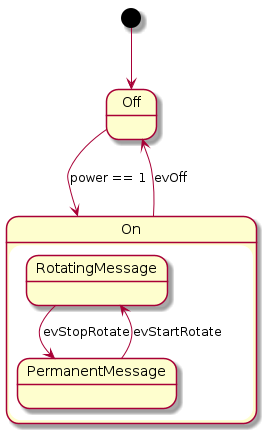 Off
power == 1 evOff
On
RotatingMessage
evStopRotate evStartRotate
PermanentMessage